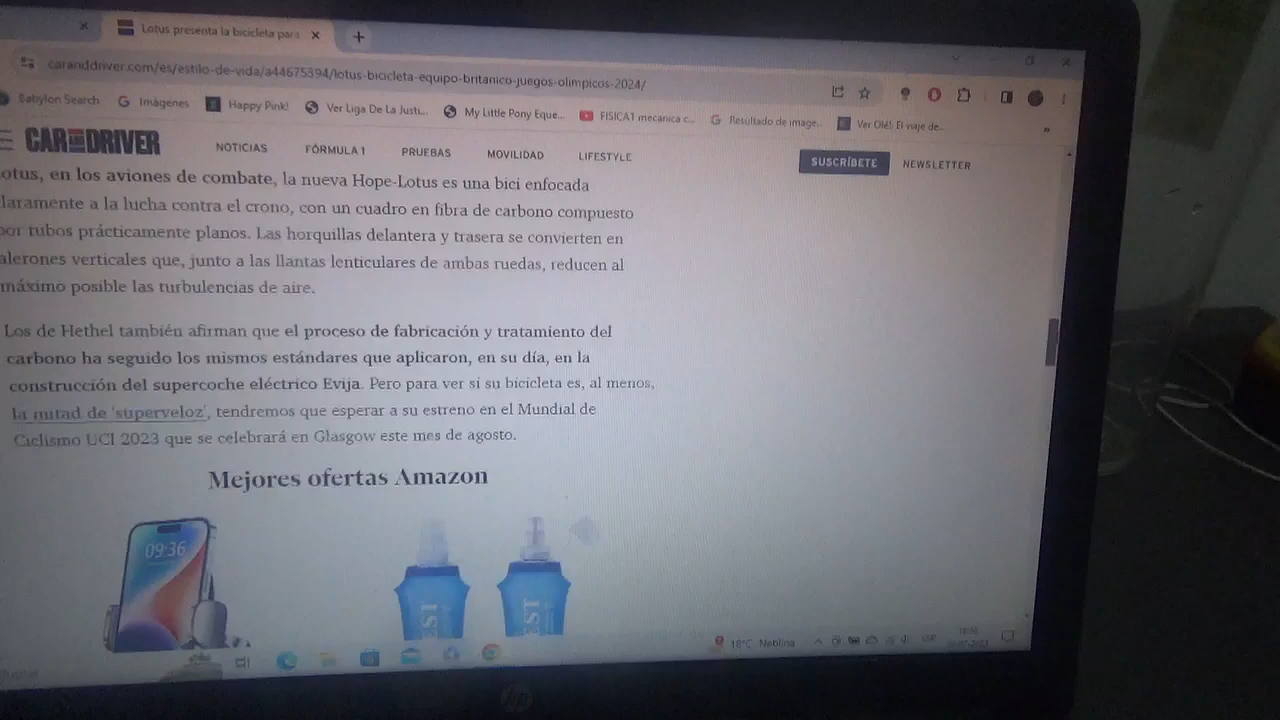 Lotus presenta la bicicleta para
caranddriver.com/es/estilo-de-vida/a44675394/lotus-bicicleta-equipo-britanico-juegos-olimpicos-2024/
Babylon Search Imágenes Happy Pink! Ver Liga De La Justi... My Little Pony Eque... FISICA1 mecánica c... Resultado de image... Ver Olé!: El viaje de...
CAR AND DRIVER NOTICIAS FÓRMULA 1 PRUEBAS MOVILIDAD LIFESTYLE SUSCRÍBETE NEWSLETTER
otus, en los aviones de combate, la nueva Hope-Lotus es una bici enfocada
laramente a la lucha contra el crono, con un cuadro en fibra de carbono compuesto
por tubos prácticamente planos. Las horquillas delantera y trasera se convierten en
alerones verticales que, junto a las llantas lenticulares de ambas ruedas, reducen al
máximo posible las turbulencias de aire.
Los de Hethel también afirman que el proceso de fabricación y tratamiento del
carbono ha seguido los mismos estándares que aplicaron, en su día, en la
construcción del supercoche eléctrico Evija. Pero para ver si su bicicleta es, al menos,
la mitad de 'superveloz', tendremos que esperar a su estreno en el Mundial de
Ciclismo UCI 2023 que se celebrará en Glasgow este mes de agosto.
Mejores ofertas Amazon
09:36
EST EST
18°C Neblina ESP
hp